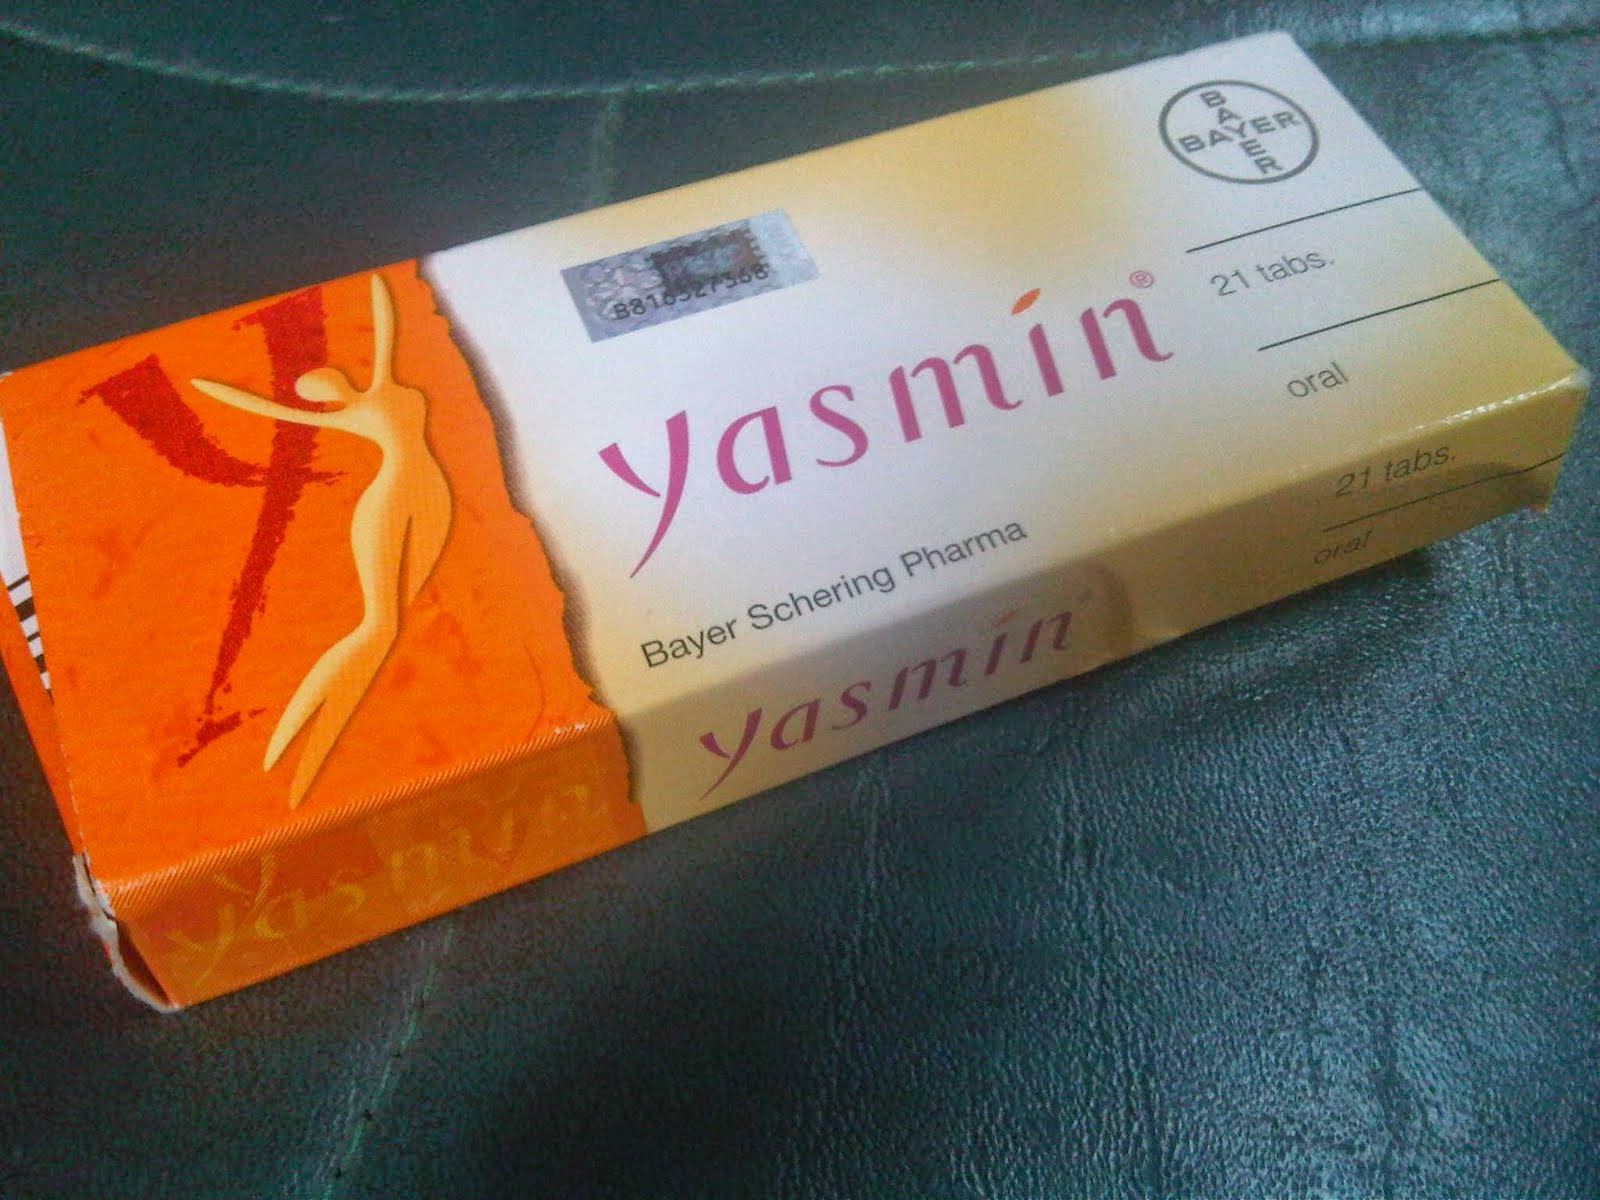 BAYER
BAYER
21 tabs.
oral
yasmin®
Bayer Schering Pharma
yasmin
21 tabs.
oral
yasmin